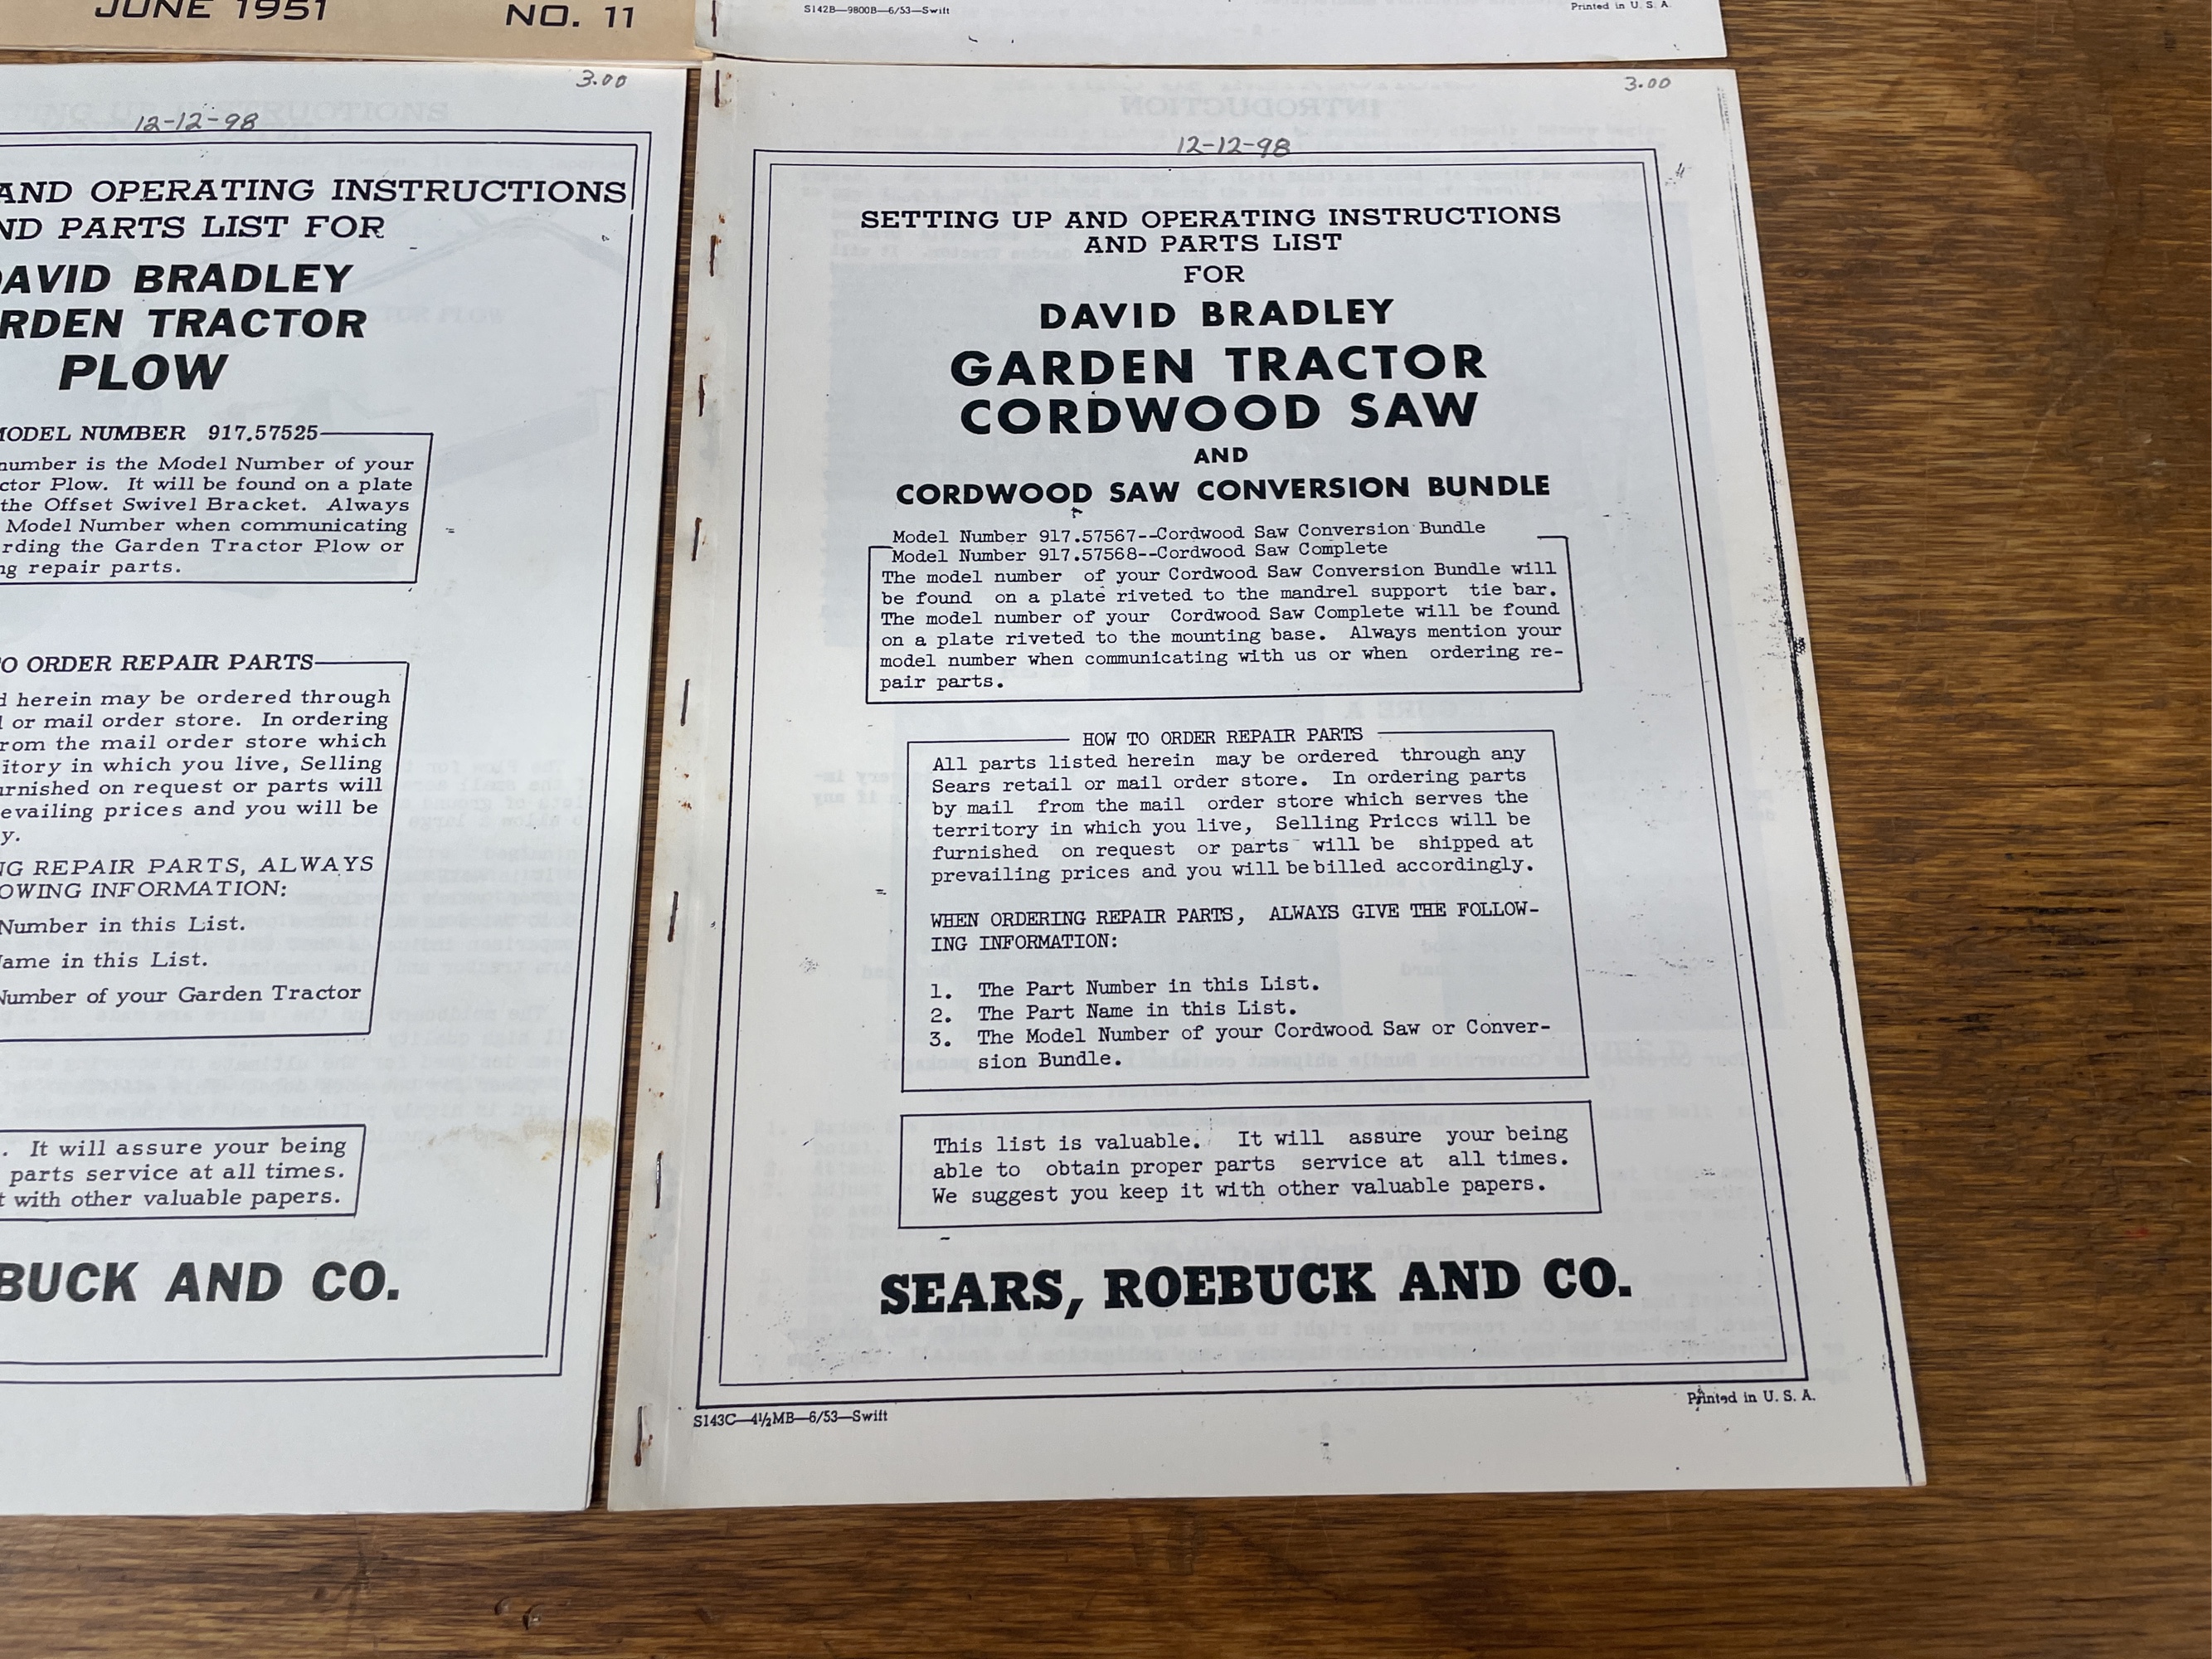 JUNE 1951
NO. 11
S142B—9800B—6/53—Swift
Printed in U. S. A.
3.00
12-12-98
AND OPERATING INSTRUCTIONS
ND PARTS LIST FOR
DAVID BRADLEY
RDEN TRACTOR
PLOW
MODEL NUMBER 917.57525
number is the Model Number of your
ctor Plow. It will be found on a plate
the Offset Swivel Bracket. Always
Model Number when communicating
rding the Garden Tractor Plow or
ng repair parts.
TO ORDER REPAIR PARTS
d herein may be ordered through
l or mail order store. In ordering
rom the mail order store which
itory in which you live, Selling
urnished on request or parts will
evailing prices and you will be
y.
NG REPAIR PARTS, ALWAYS
OWING INFORMATION:
Number in this List.
Name in this List.
Number of your Garden Tractor
. It will assure your being
parts service at all times.
t with other valuable papers.
BUCK AND CO.
3.00
12-12-98
SETTING UP AND OPERATING INSTRUCTIONS
AND PARTS LIST
FOR
DAVID BRADLEY
GARDEN TRACTOR
CORDWOOD SAW
AND
CORDWOOD SAW CONVERSION BUNDLE
Model Number 917.57567--Cordwood Saw Conversion Bundle
Model Number 917.57568--Cordwood Saw Complete
The model number of your Cordwood Saw Conversion Bundle will
be found on a plate riveted to the mandrel support tie bar.
The model number of your Cordwood Saw Complete will be found
on a plate riveted to the mounting base. Always mention your
model number when communicating with us or when ordering re-
pair parts.
HOW TO ORDER REPAIR PARTS
All parts listed herein may be ordered through any
Sears retail or mail order store. In ordering parts
by mail from the mail order store which serves the
territory in which you live, Selling Prices will be
furnished on request or parts will be shipped at
prevailing prices and you will be billed accordingly.
WHEN ORDERING REPAIR PARTS, ALWAYS GIVE THE FOLLOW-
ING INFORMATION:
1. The Part Number in this List.
2. The Part Name in this List.
3. The Model Number of your Cordwood Saw or Conver-
sion Bundle.
This list is valuable. It will assure your being
able to obtain proper parts service at all times.
We suggest you keep it with other valuable papers.
SEARS, ROEBUCK AND CO.
S143C—4½MB—6/53—Swift
Printed in U. S. A.